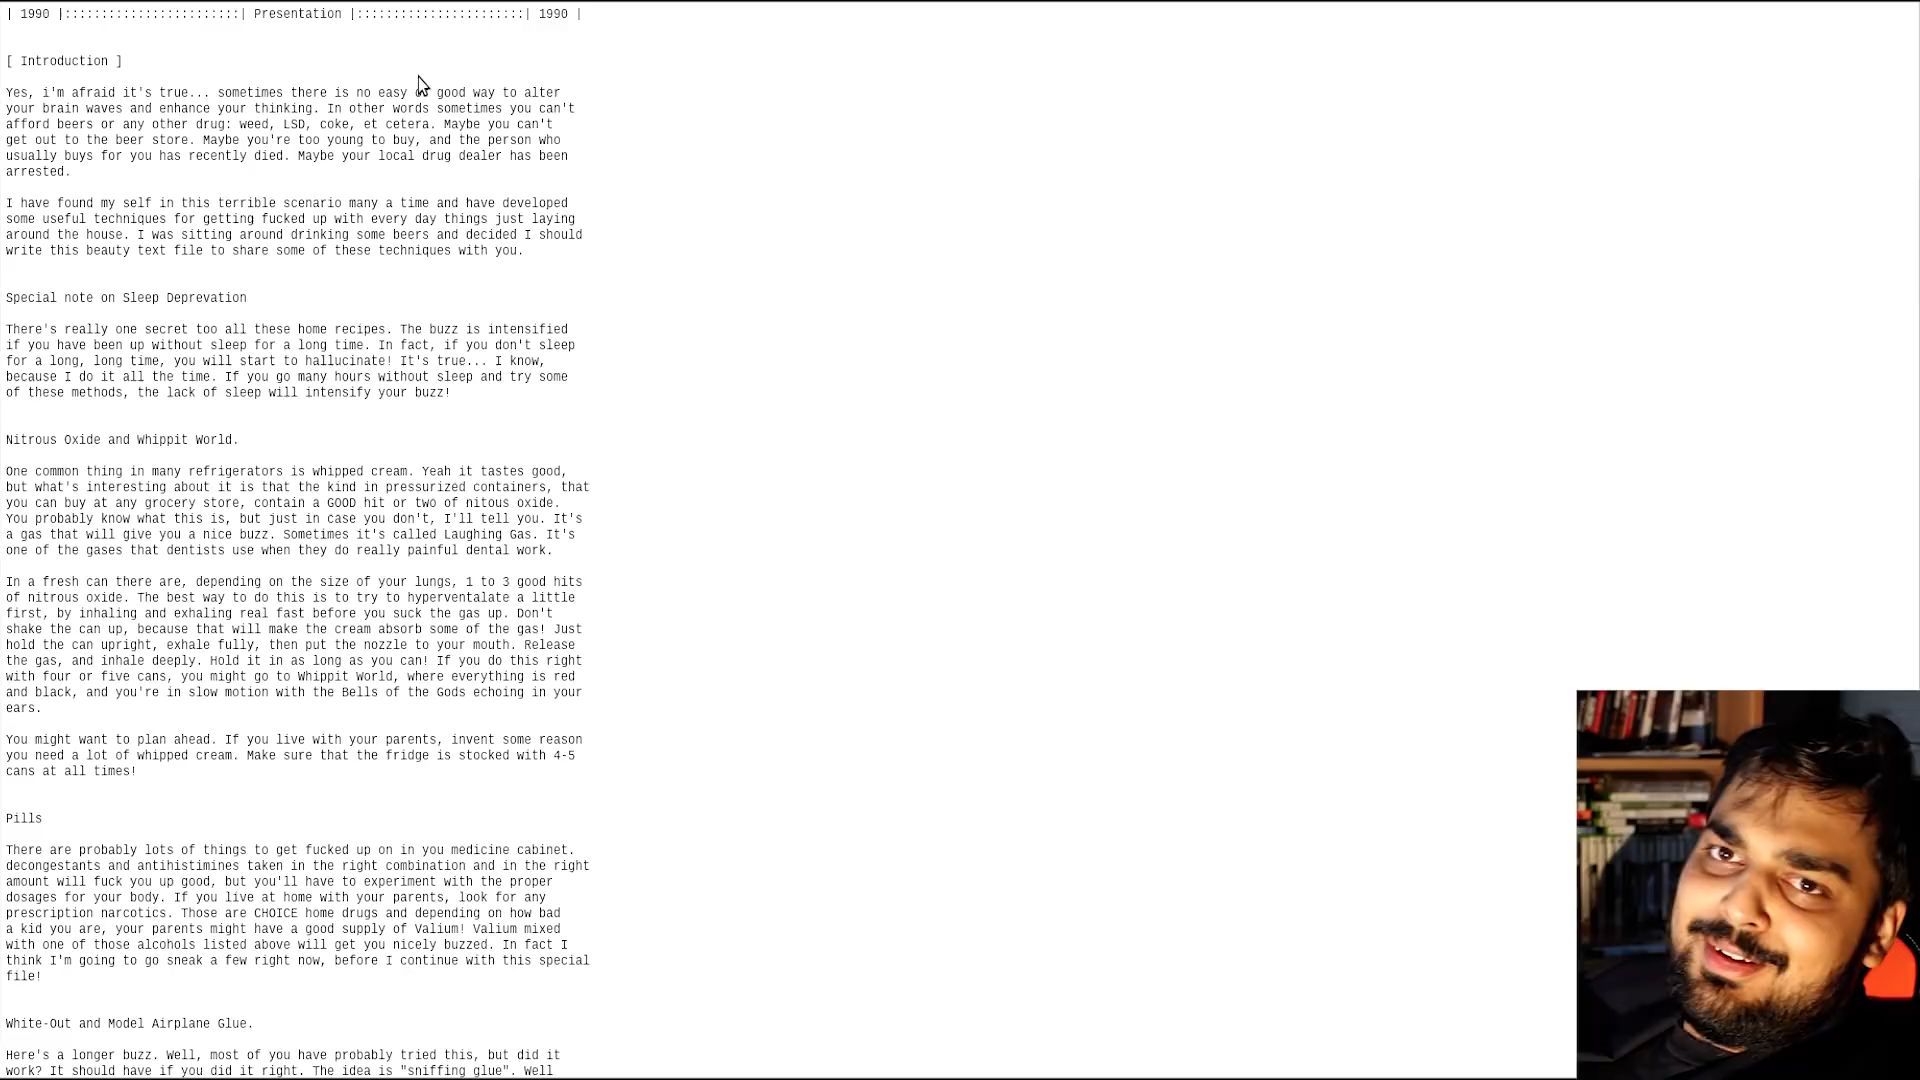 | 1990 |::::::::::::::::::::::::| Presentation |:::::::::::::::::::::::| 1990 |
[ Introduction ]
Yes, i'm afraid it's true... sometimes there is no easy good way to alter
your brain waves and enhance your thinking. In other words sometimes you can't
afford beers or any other drug: weed, LSD, coke, et cetera. Maybe you can't
get out to the beer store. Maybe you're too young to buy, and the person who
usually buys for you has recently died. Maybe your local drug dealer has been
arrested.
I have found my self in this terrible scenario many a time and have developed
some useful techniques for getting fucked up with every day things just laying
around the house. I was sitting around drinking some beers and decided I should
write this beauty text file to share some of these techniques with you.
Special note on Sleep Deprevation
There's really one secret too all these home recipes. The buzz is intensified
if you have been up without sleep for a long time. In fact, if you don't sleep
for a long, long time, you will start to hallucinate! It's true... I know,
because I do it all the time. If you go many hours without sleep and try some
of these methods, the lack of sleep will intensify your buzz!
Nitrous Oxide and Whippit World.
One common thing in many refrigerators is whipped cream. Yeah it tastes good,
but what's interesting about it is that the kind in pressurized containers, that
you can buy at any grocery store, contain a GOOD hit or two of nitous oxide.
You probably know what this is, but just in case you don't, I'll tell you. It's
a gas that will give you a nice buzz. Sometimes it's called Laughing Gas. It's
one of the gases that dentists use when they do really painful dental work.
In a fresh can there are, depending on the size of your lungs, 1 to 3 good hits
of nitrous oxide. The best way to do this is to try to hyperventalate a little
first, by inhaling and exhaling real fast before you suck the gas up. Don't
shake the can up, because that will make the cream absorb some of the gas! Just
hold the can upright, exhale fully, then put the nozzle to your mouth. Release
the gas, and inhale deeply. Hold it in as long as you can! If you do this right
with four or five cans, you might go to Whippit World, where everything is red
and black, and you're in slow motion with the Bells of the Gods echoing in your
ears.
You might want to plan ahead. If you live with your parents, invent some reason
you need a lot of whipped cream. Make sure that the fridge is stocked with 4-5
cans at all times!
Pills
There are probably lots of things to get fucked up on in you medicine cabinet.
decongestants and antihistimines taken in the right combination and in the right
amount will fuck you up good, but you'll have to experiment with the proper
dosages for your body. If you live at home with your parents, look for any
prescription narcotics. Those are CHOICE home drugs and depending on how bad
a kid you are, your parents might have a good supply of Valium! Valium mixed
with one of those alcohols listed above will get you nicely buzzed. In fact I
think I'm going to go sneak a few right now, before I continue with this special
file!
White-Out and Model Airplane Glue.
Here's a longer buzz. Well, most of you have probably tried this, but did it
work? It should have if you did it right. The idea is "sniffing glue". Well